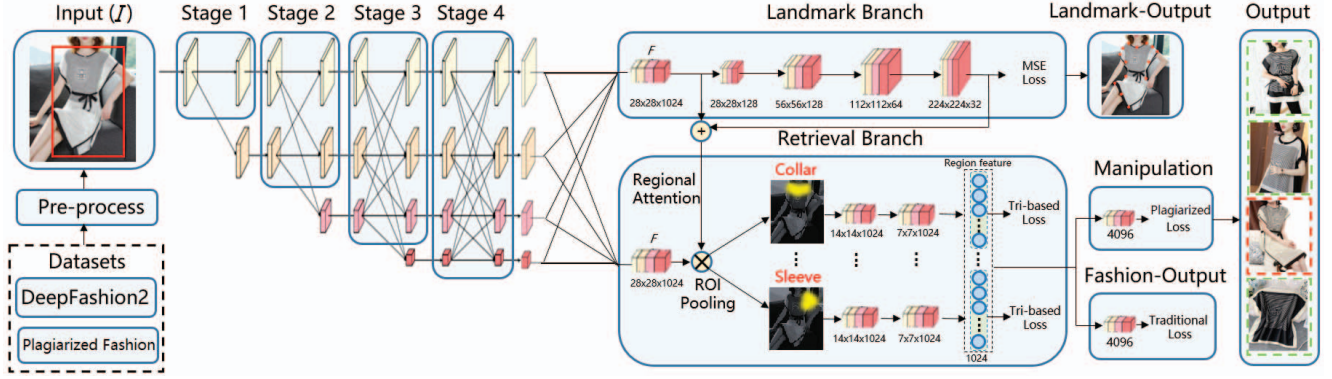 Input (I)
Stage 1
Stage 2
Stage 3
Stage 4
Landmark Branch
Landmark-Output
Output
Pre-process
Datasets
DeepFashion2
Plagiarized Fashion
F
28x28x1024
28x28x128
56x56x128
112x112x64
224x224x32
MSE
Loss
+
Retrieval Branch
Regional
Attention
F
28x28x1024
ROI
Pooling
Collar
14x14x1024
7x7x1024
Sleeve
14x14x1024
7x7x1024
Region feature
1024
Tri-based
Loss
Tri-based
Loss
Manipulation
4096
Plagiarized
Loss
Fashion-Output
4096
Traditional
Loss